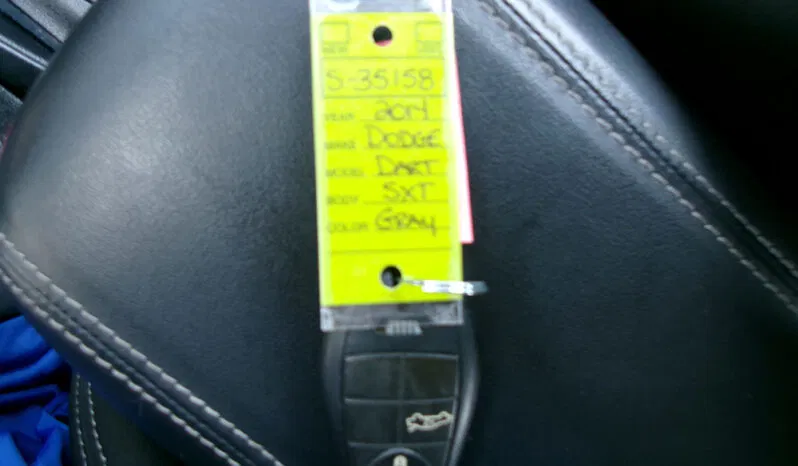 S-35158
YEAR 2014
MAKE DODGE
MODEL DART
BODY SXT
COLOR GRAY